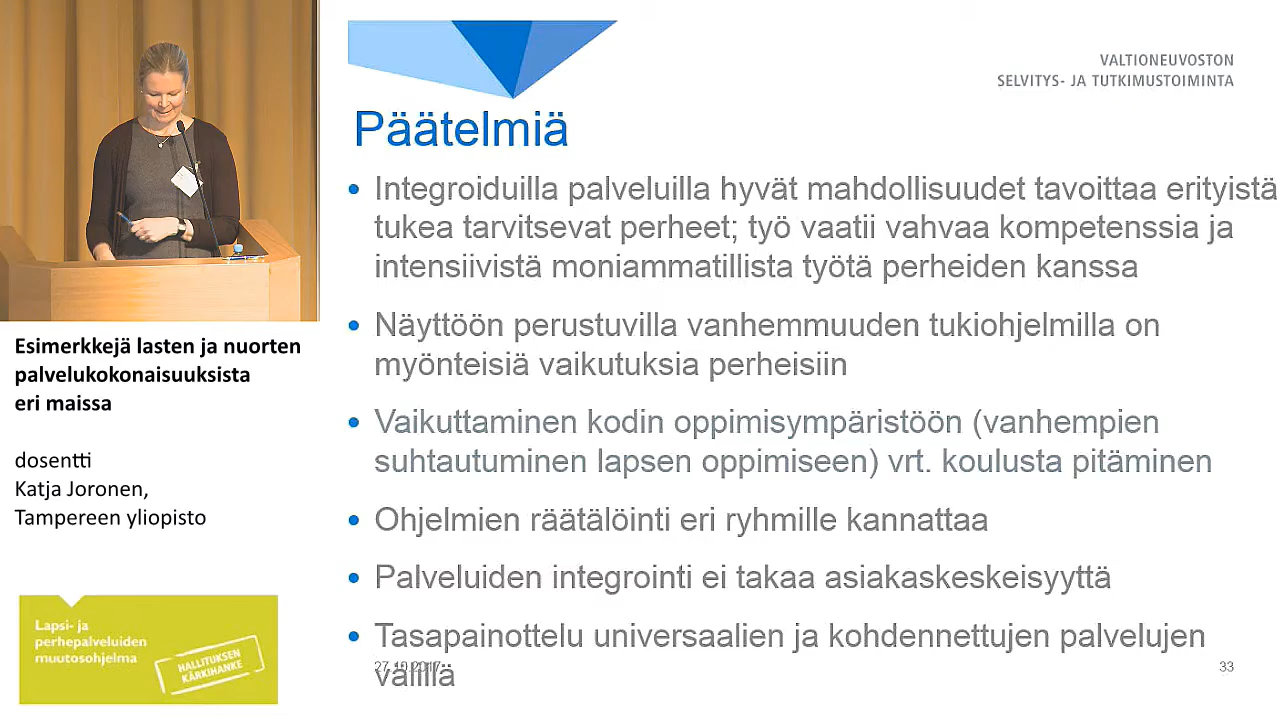 VALTIONEUVOSTON
SELVITYS- JA TUTKIMUSTOIMINTA
Päätelmiä
• Integroiduilla palveluilla hyvät mahdollisuudet tavoittaa erityistä
tukea tarvitsevat perheet; työ vaatii vahvaa kompetenssia ja
intensiivistä moniammatillista työtä perheiden kanssa
• Näyttöön perustuvilla vanhemmuuden tukiohjelmilla on
myönteisiä vaikutuksia perheisiin
• Vaikuttaminen kodin oppimisympäristöön (vanhempien
suhtautuminen lapsen oppimiseen) vrt. koulusta pitäminen
• Ohjelmien räätälöinti eri ryhmille kannattaa
• Palveluiden integrointi ei takaa asiakaskeskeisyyttä
• Tasapainottelu universaalien ja kohdennettujen palvelujen
välillä
27.10.2017
33
Esimerkkejä lasten ja nuorten
palvelukokonaisuuksista
eri maissa
dosentti
Katja Joronen,
Tampereen yliopisto
Lapsi- ja
perhepalveluiden
muutosohjelma
HALLITUKSEN
KÄRKIHANKE